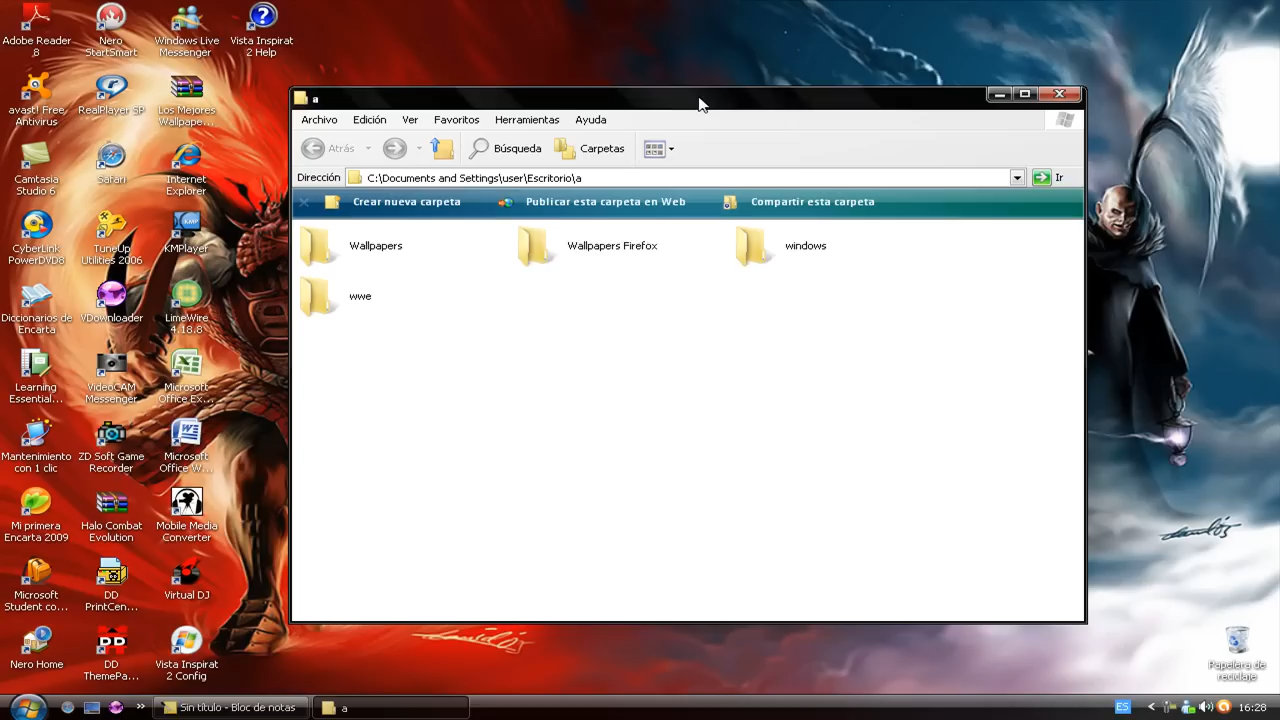 Adobe Reader
8
Nero
StartSmart
Windows Live
Messenger
Vista Inspirat
2 Help
avast! Free
Antivirus
RealPlayer SP
Los Mejores
Wallpape...
Camtasia
Studio 6
Safari
Internet
Explorer
CyberLink
PowerDVD8
TuneUp
Utilities 2006
KMP
KMPlayer
Diccionarios de
Encarta
VDownloader
LimeWire
4.18.8
Learning
Essential...
VideoCAM
Messenger
Microsoft
Office Ex...
Mantenimiento
con 1 clic
ZD Soft Game
Recorder
Microsoft
Office W...
Mi primera
Encarta 2009
Halo Combat
Evolution
Mobile Media
Converter
Microsoft
Student co...
DD
PrintCen...
Virtual DJ
Nero Home
DD
ThemePa...
Vista Inspirat
2 Config
a
Archivo Edición Ver Favoritos Herramientas Ayuda
Atrás Búsqueda Carpetas
Dirección C:\Documents and Settings\user\Escritorio\a Ir
Crear nueva carpeta Publicar esta carpeta en Web Compartir esta carpeta
Wallpapers Wallpapers Firefox windows
wwe
Papelera de
reciclaje
Sin título - Bloc de notas a ES 16:28